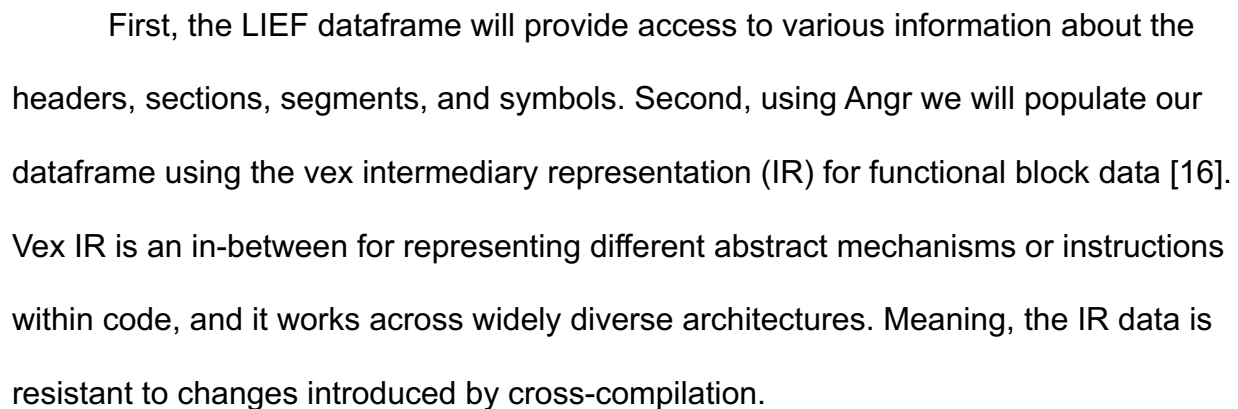 First, the LIEF dataframe will provide access to various information about the
headers, sections, segments, and symbols. Second, using Angr we will populate our
dataframe using the vex intermediary representation (IR) for functional block data [16].
Vex IR is an in-between for representing different abstract mechanisms or instructions
within code, and it works across widely diverse architectures. Meaning, the IR data is
resistant to changes introduced by cross-compilation.